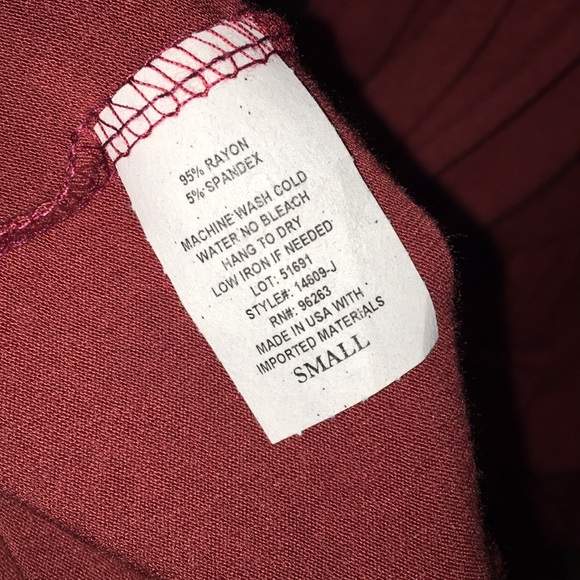 95% RAYON
5% SPANDEX
MACHINE WASH COLD
WATER NO BLEACH
HANG TO DRY
LOW IRON IF NEEDED
LOT: 51691
STYLE#: 14609-J
RN#: 96263
MADE IN USA WITH
IMPORTED MATERIALS
SMALL